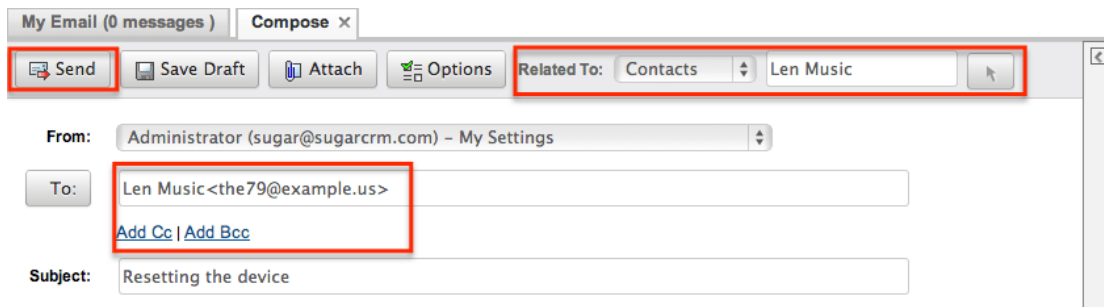 My Email (0 messages ) Compose ×
Send Save Draft Attach Options Related To: Contacts Len Music
From: Administrator (sugar@sugarcrm.com) – My Settings
To: Len Music<the79@example.us>
Add Cc | Add Bcc
Subject: Resetting the device